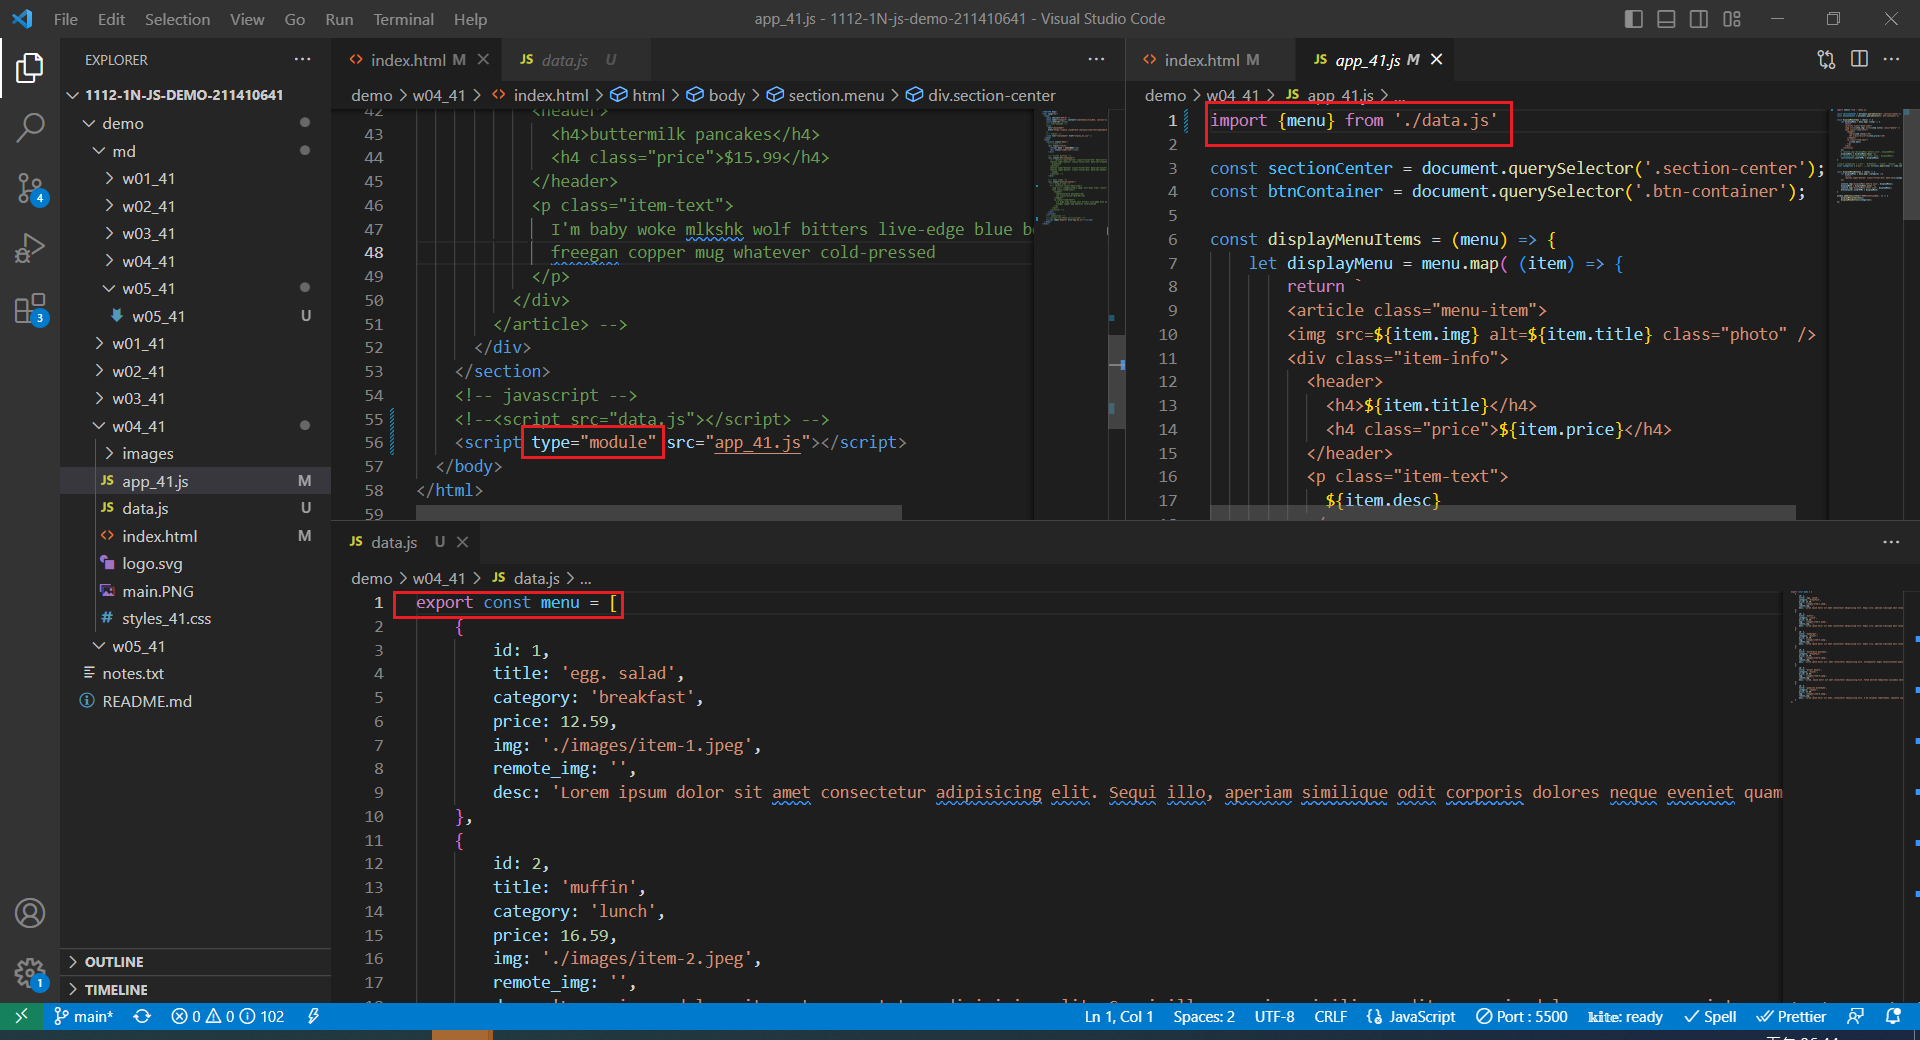 File Edit Selection View Go Run Terminal Help
app_41.js - 1112-1N-js-demo-211410641 - Visual Studio Code
EXPLORER
1112-1N-JS-DEMO-211410641
demo
md
w01_41
w02_41
w03_41
w04_41
w05_41
w05_41 U
w01_41
w02_41
w03_41
w04_41
images
app_41.js M
data.js U
index.html M
logo.svg
main.PNG
styles_41.css
w05_41
notes.txt
README.md
OUTLINE
TIMELINE
4
3
1
index.html M
data.js U
demo > w04_41 > index.html > html > body > section.menu > div.section-center
42 <header>
43 <h4>buttermilk pancakes</h4>
44 <h4 class="price">$15.99</h4>
45 </header>
46 <p class="item-text">
47 I'm baby woke mlkshk wolf bitters live-edge blue
48 freegan copper mug whatever cold-pressed
49 </p>
50 </div>
51 </article> -->
52 </div>
53 </section>
54 <!-- javascript -->
55 <!--<script src="data.js"></script> -->
56 <script type="module" src="app_41.js"></script>
57 </body>
58 </html>
59
index.html M
app_41.js M
demo > w04_41 > app_41.js > ...
1 import {menu} from './data.js'
2
3 const sectionCenter = document.querySelector('.section-center');
4 const btnContainer = document.querySelector('.btn-container');
5
6 const displayMenuItems = (menu) => {
7 let displayMenu = menu.map( (item) => {
8 return `
9 <article class="menu-item">
10 <img src=${item.img} alt=${item.title} class="photo" />
11 <div class="item-info">
12 <header>
13 <h4>${item.title}</h4>
14 <h4 class="price">${item.price}</h4>
15 </header>
16 <p class="item-text">
17 ${item.desc}
data.js U
demo > w04_41 > data.js > ...
1 export const menu = [
2 {
3 id: 1,
4 title: 'egg. salad',
5 category: 'breakfast',
6 price: 12.59,
7 img: './images/item-1.jpeg',
8 remote_img: '',
9 desc: 'Lorem ipsum dolor sit amet consectetur adipisicing elit. Sequi illo, aperiam similique odit corporis dolores neque eveniet quam
10 },
11 {
12 id: 2,
13 title: 'muffin',
14 category: 'lunch',
15 price: 16.59,
16 img: './images/item-2.jpeg',
17 remote_img: '',
main* 0 0 102
Ln 1, Col 1 Spaces: 2 UTF-8 CRLF JavaScript Port : 5500 kite: ready Spell Prettier